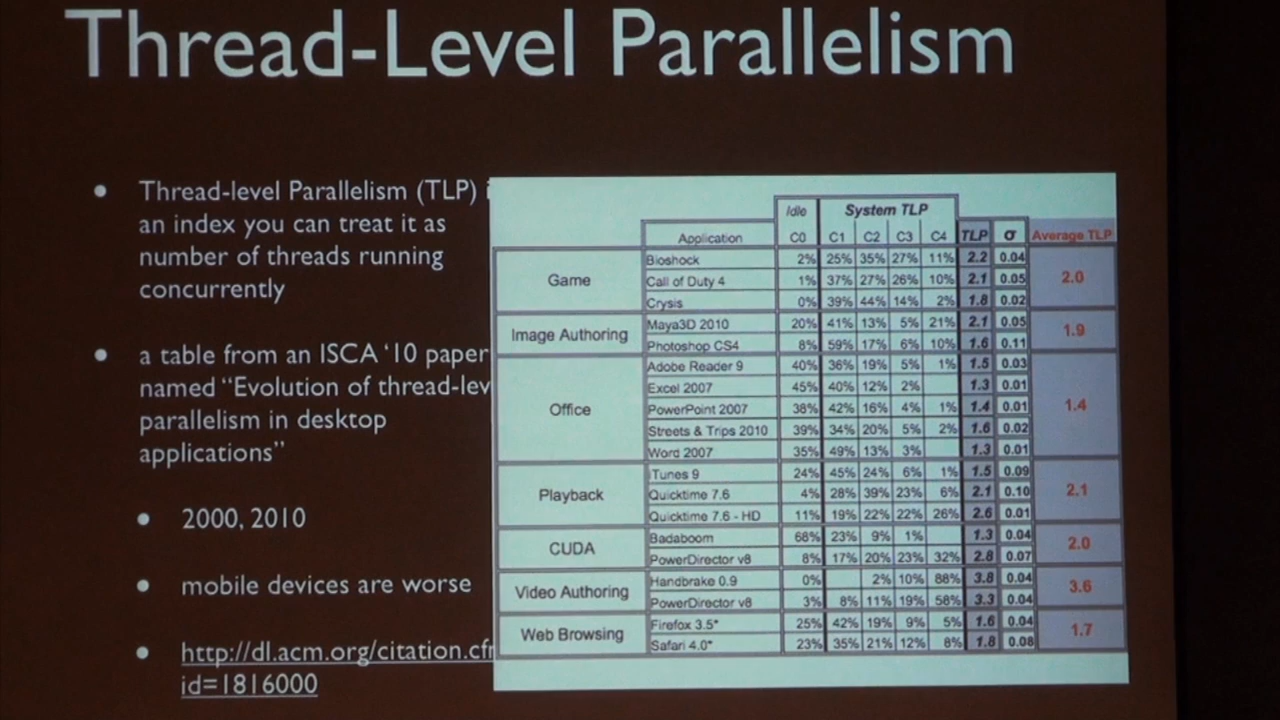 Thread-Level Parallelism
Thread-level Parallelism (TLP)
an index you can treat it as
number of threads running
concurrently
a table from an ISCA '10 paper
named "Evolution of thread-lev
parallelism in desktop
applications"
2000, 2010
mobile devices are worse
http://dl.acm.org/citation.cf
id=1816000
Idle System TLP
Application C0 C1 C2 C3 C4 TLP σ Average TLP
Game 2.0
Bioshock 2% 25% 35% 27% 11% 2.2 0.04
Call of Duty 4 1% 37% 27% 26% 10% 2.1 0.05
Crysis 0% 39% 44% 14% 2% 1.8 0.02
Image Authoring 1.9
Maya3D 2010 20% 41% 13% 5% 21% 2.1 0.05
Photoshop CS4 8% 59% 17% 6% 10% 1.6 0.11
Office 1.4
Adobe Reader 9 40% 36% 19% 5% 1% 1.5 0.03
Excel 2007 45% 40% 12% 2% 1.3 0.01
PowerPoint 2007 38% 42% 16% 4% 1% 1.4 0.01
Streets & Trips 2010 39% 34% 20% 5% 2% 1.6 0.02
Word 2007 35% 49% 13% 3% 1.3 0.01
Playback 2.1
iTunes 9 24% 45% 24% 6% 1% 1.5 0.09
Quicktime 7.6 4% 28% 39% 23% 6% 2.1 0.10
Quicktime 7.6 - HD 11% 19% 22% 22% 26% 2.6 0.01
CUDA 2.0
Badaboom 68% 23% 9% 1% 1.3 0.04
PowerDirector v8 8% 17% 20% 23% 32% 2.8 0.07
Video Authoring 3.6
Handbrake 0.9 0% 2% 10% 88% 3.8 0.04
PowerDirector v8 3% 8% 11% 19% 58% 3.3 0.04
Web Browsing 1.7
Firefox 3.5* 25% 42% 19% 9% 5% 1.6 0.04
Safari 4.0* 23% 35% 21% 12% 8% 1.8 0.08